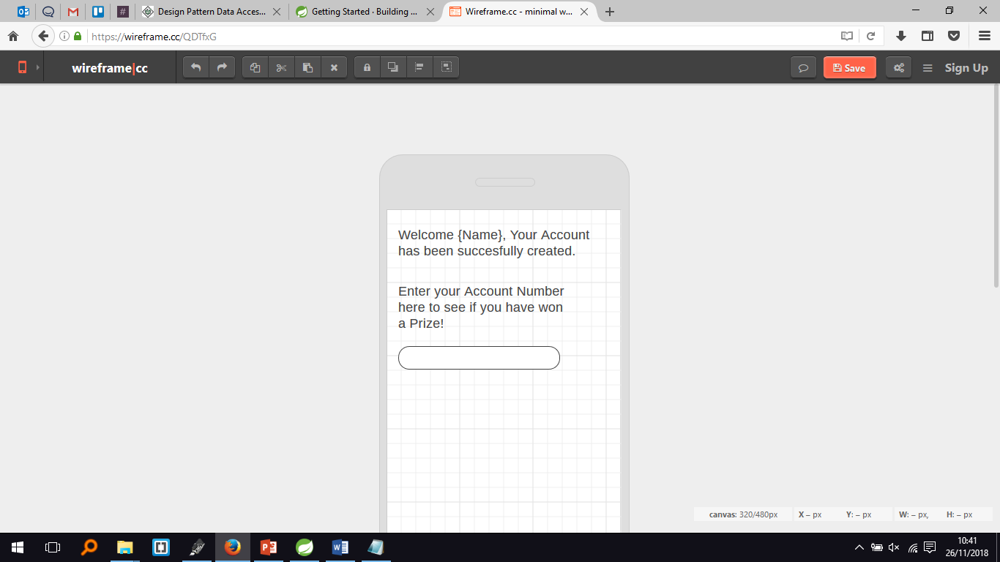 Design Pattern Data Acces...
Getting Started · Building ...
Wireframe.cc - minimal w...
https://wireframe.cc/QDTfxG
wireframe|cc
Save
Sign Up
Welcome {Name}, Your Account
has been succesfully created.
Enter your Account Number
here to see if you have won
a Prize!
canvas: 320/480px
X – px
Y: – px
W: – px,
H: – px
10:41
26/11/2018